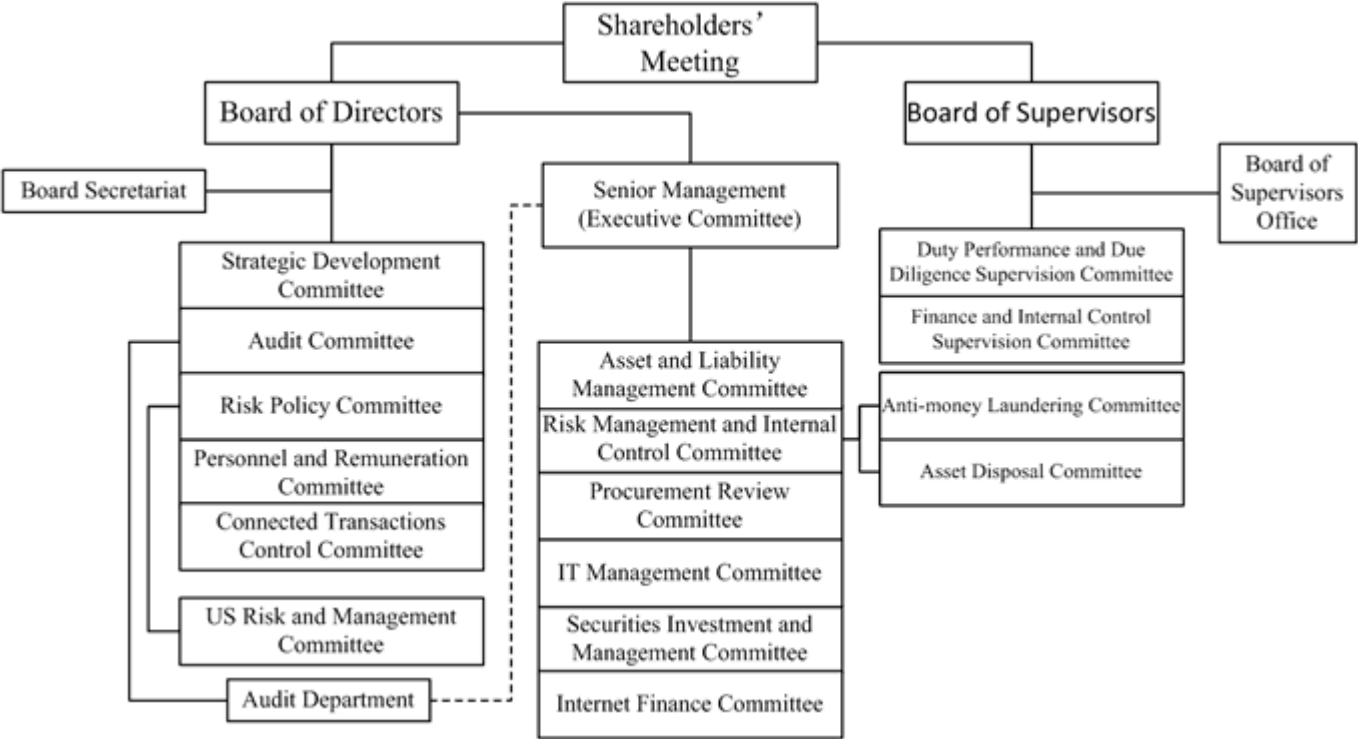 Shareholders’
Meeting
Board of Directors
Board of Supervisors
Board Secretariat
Senior Management
(Executive Committee)
Board of
Supervisors
Office
Strategic Development
Committee
Audit Committee
Risk Policy Committee
Personnel and Remuneration
Committee
Connected Transactions
Control Committee
US Risk and Management
Committee
Audit Department
Asset and Liability
Management Committee
Risk Management and Internal
Control Committee
Procurement Review
Committee
IT Management Committee
Securities Investment and
Management Committee
Internet Finance Committee
Duty Performance and Due
Diligence Supervision Committee
Finance and Internal Control
Supervision Committee
Anti-money Laundering Committee
Asset Disposal Committee